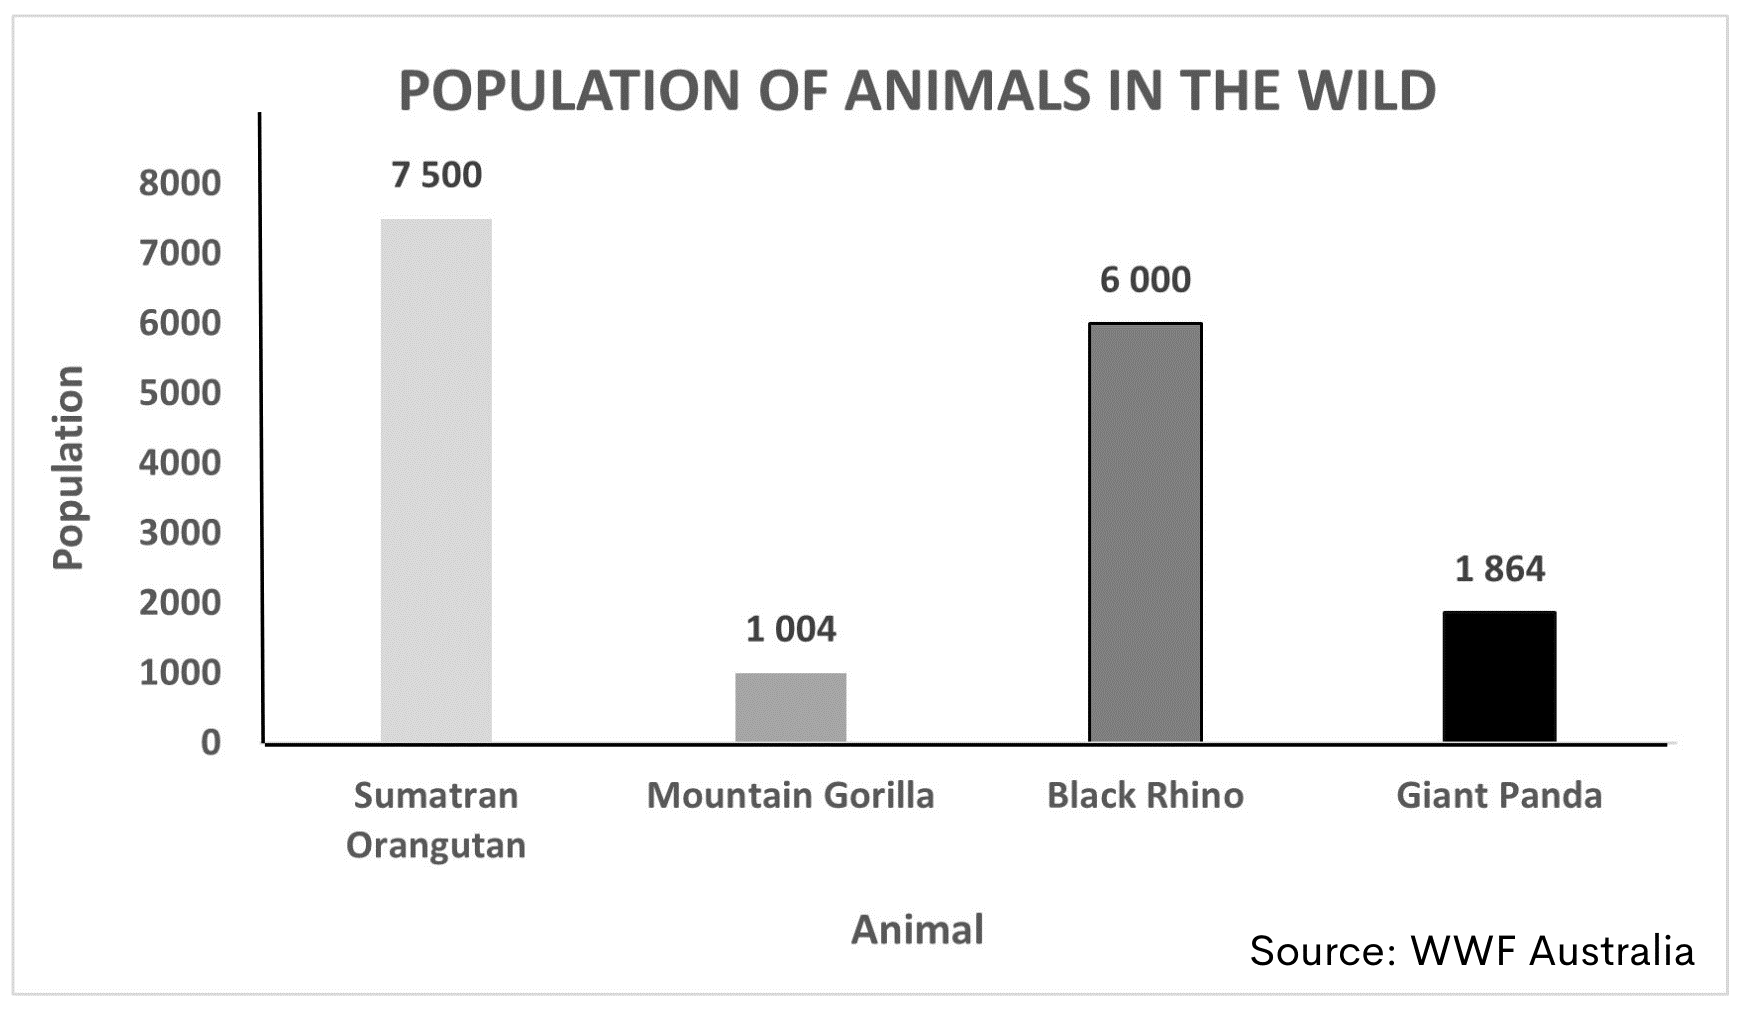 POPULATION OF ANIMALS IN THE WILD
Population
8000
7000
6000
5000
4000
3000
2000
1000
0
7 500
1 004
6 000
1 864
Sumatran
Orangutan
Mountain Gorilla
Black Rhino
Giant Panda
Animal
Source: WWF Australia